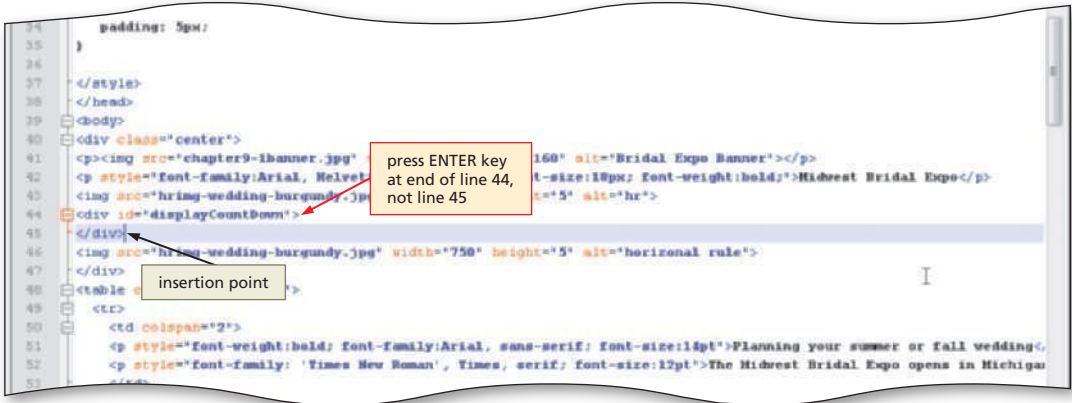 34 padding: 5px;
35 }
36
37 </style>
38 </head>
39 <body>
40 <div class="center">
41 <p><img src="chapter9-1banner.jpg" 160" alt="Bridal Expo Banner"></p>
42 <p style="font-family:Arial, t-size:18px; font-weight:bold;">Midwest Bridal Expo</p>
43 <img src="hrimg-wedding-burgundy.jpg" ="5" alt="hr">
44 <div id="displayCountDown">
45 </div>
46 <img src="hrimg-wedding-burgundy.jpg" width="750" height="5" alt="horizonal rule">
47 </div>
48 <table ">
49 <tr>
50 <td colspan="2">
51 <p style="font-weight:bold; font-family:Arial, sans-serif; font-size:14pt">Planning your summer or fall wedding<
52 <p style="font-family: 'Times New Roman', Times, serif; font-size:12pt">The Midwest Bridal Expo opens in
53
press ENTER key
at end of line 44,
not line 45
insertion point